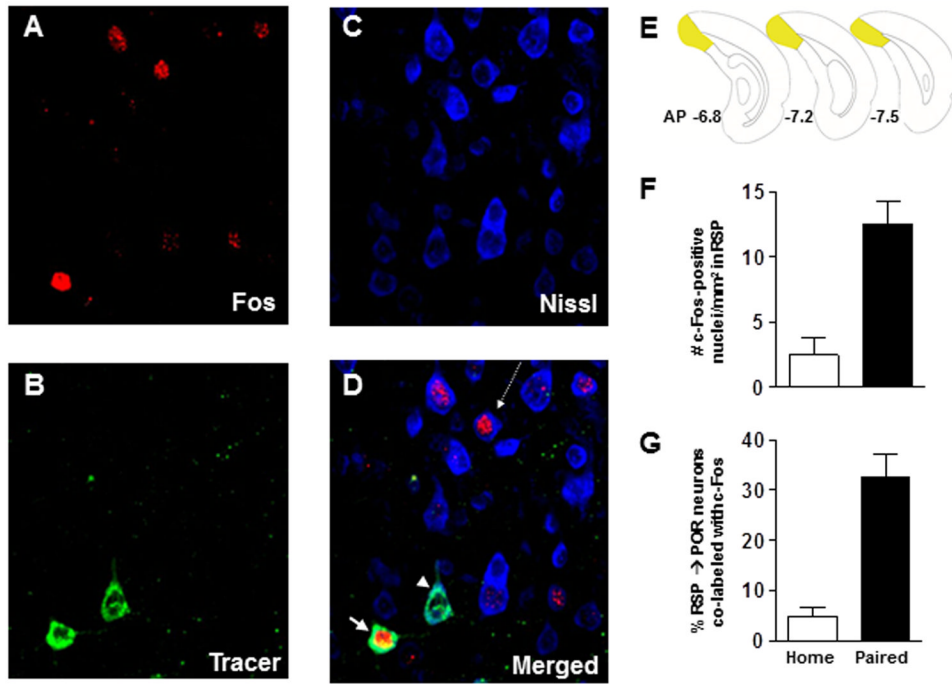 A
Fos
B
Tracer
C
Nissl
D
Merged
E
AP -6.8
-7.2
-7.5
F
# c-Fos-positive
nuclei/mm² in RSP
15
10
5
0
G
% RSP → POR neurons
co-labeled with c-Fos
40
30
20
10
0
Home
Paired